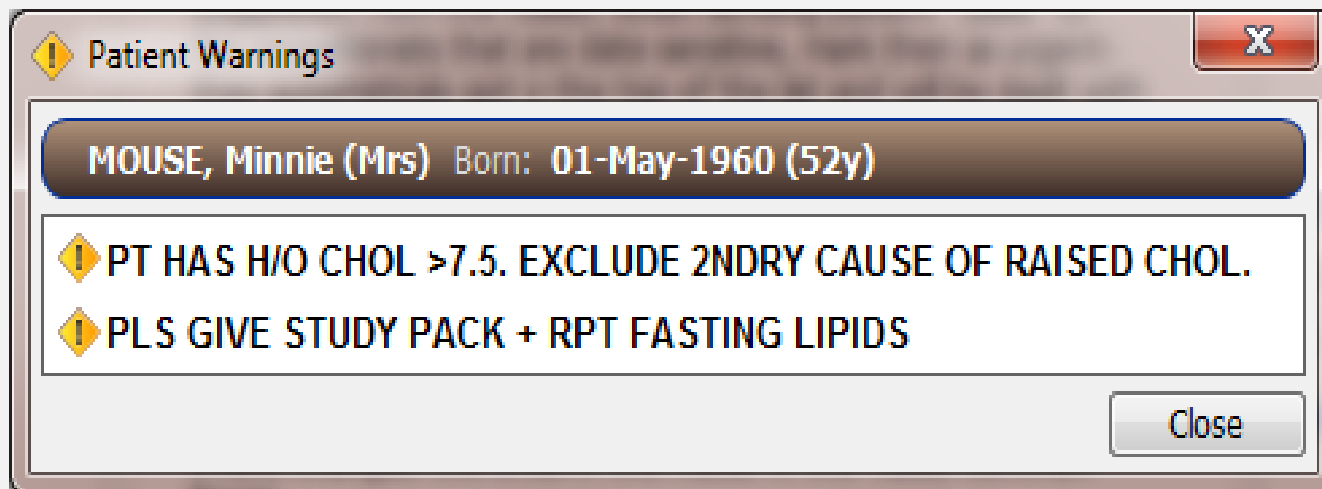 Patient Warnings
MOUSE, Minnie (Mrs) Born: 01-May-1960 (52y)
PT HAS H/O CHOL >7.5. EXCLUDE 2NDRY CAUSE OF RAISED CHOL.
PLS GIVE STUDY PACK + RPT FASTING LIPIDS
Close